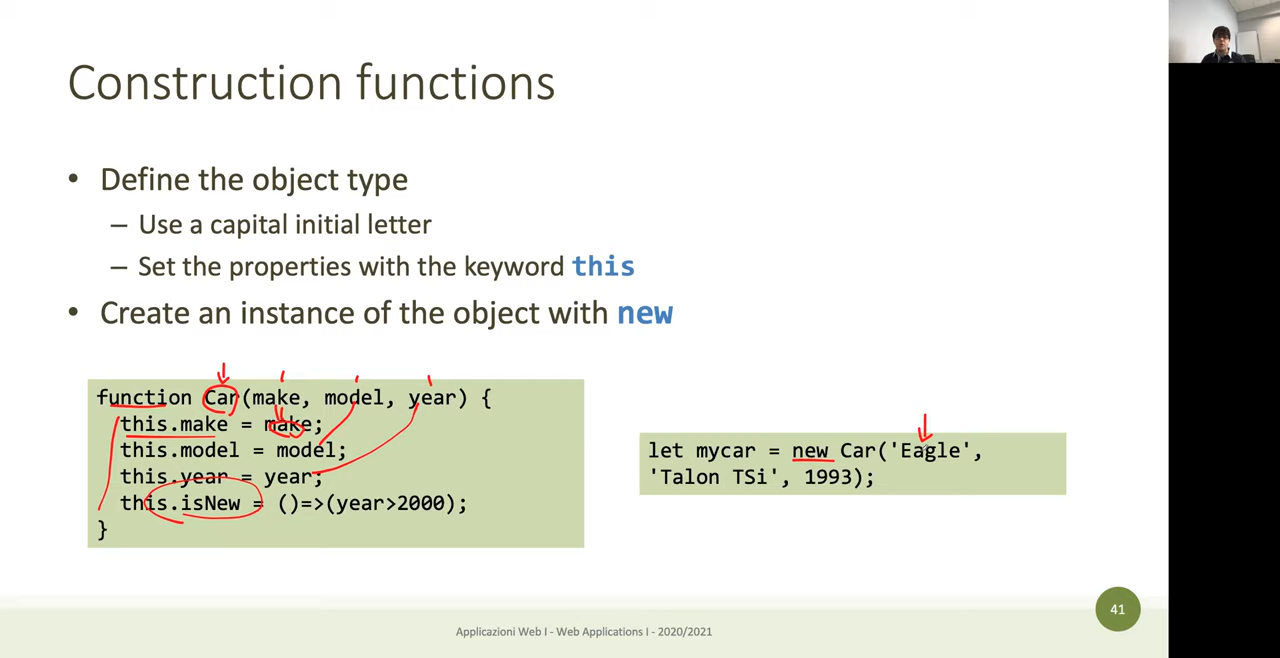 Construction functions
• Define the object type
– Use a capital initial letter
– Set the properties with the keyword this
• Create an instance of the object with new
function Car(make, model, year) {
this.make = make;
this.model = model;
this.year = year;
this.isNew = ()=>(year>2000);
}
let mycar = new Car('Eagle',
'Talon TSi', 1993);
41
Applicazioni Web I - Web Applications I - 2020/2021